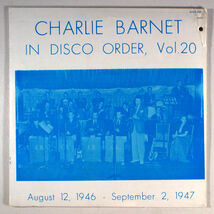 CHARLIE BARNET
IN DISCO ORDER, Vol.20
August 12, 1946 - September 2, 1947